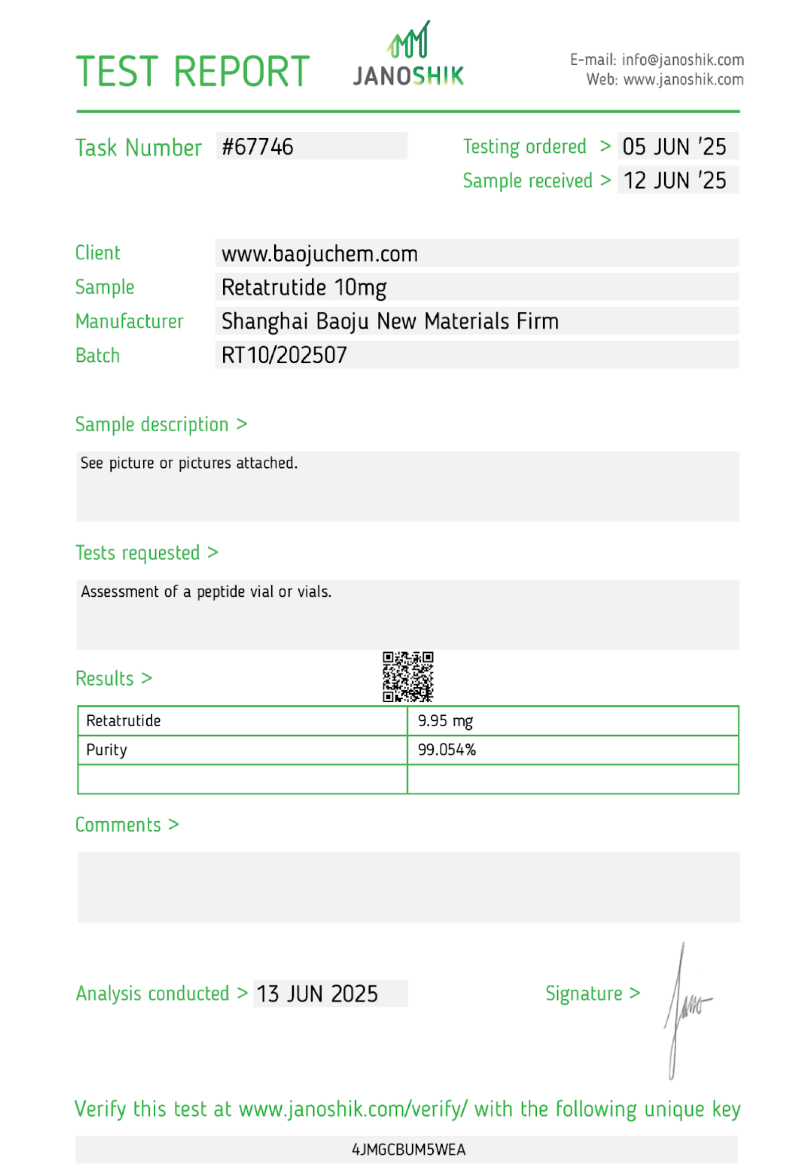 TEST REPORT
JANOSHIK
E-mail: info@janoshik.com
Web: www.janoshik.com
Task Number #67746
Testing ordered > 05 JUN '25
Sample received > 12 JUN '25
Client www.baojuchem.com
Sample Retatrutide 10mg
Manufacturer Shanghai Baoju New Materials Firm
Batch RT10/202507
Sample description >
See picture or pictures attached.
Tests requested >
Assessment of a peptide vial or vials.
Results >
Retatrutide 9.95 mg
Purity 99.054%
Comments >
Analysis conducted > 13 JUN 2025
Signature > Jano
Verify this test at www.janoshik.com/verify/ with the following unique key
4JMGCBUM5WEA